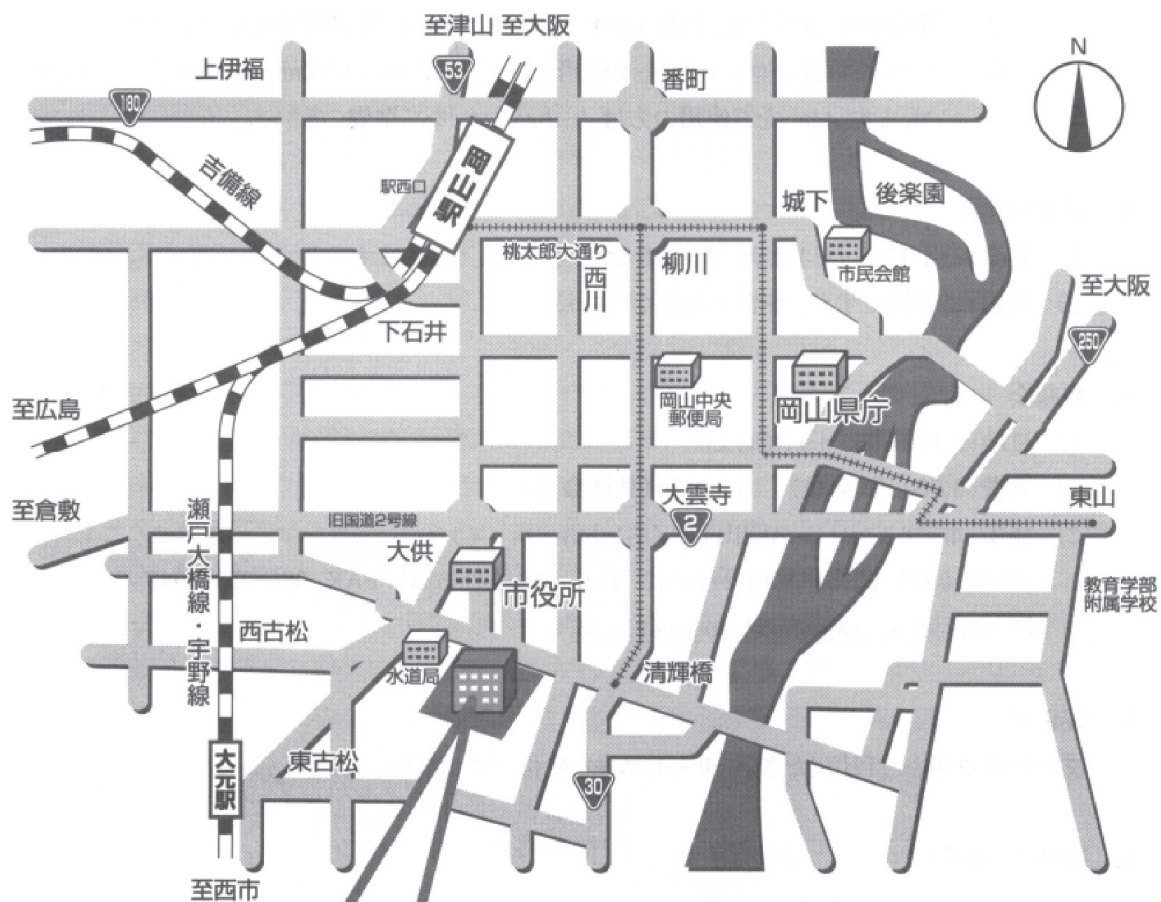 至津山 至大阪
上伊福
53
番町
N
180
吉備線
駅西口
岡山駅
城下
後楽園
桃太郎大通り
西川
柳川
市民会館
至大阪
下石井
250
岡山中央
郵便局
岡山県庁
至広島
至倉敷
瀬戸大橋線・宇野線
旧国道2号線
大雲寺
2
東山
大供
市役所
教育学部
附属学校
西古松
水道局
清輝橋
東古松
大元駅
30
至西市